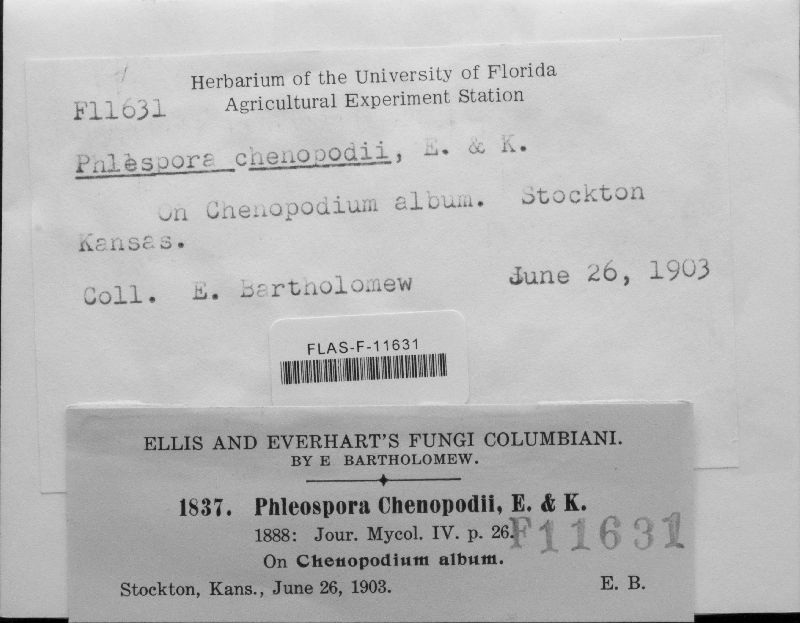 Herbarium of the University of Florida
Agricultural Experiment Station
F11631
Phlèspora chenopodii, E. & K.
On Chenopodium album. Stockton
Kansas.
Coll. E. Bartholomew June 26, 1903
FLAS-F-11631
ELLIS AND EVERHART'S FUNGI COLUMBIANI.
BY E BARTHOLOMEW.
1837. Phleospora Chenopodii, E. & K.
1888: Jour. Mycol. IV. p. 26.
F11631
On Chenopodium album.
Stockton, Kans., June 26, 1903. E. B.